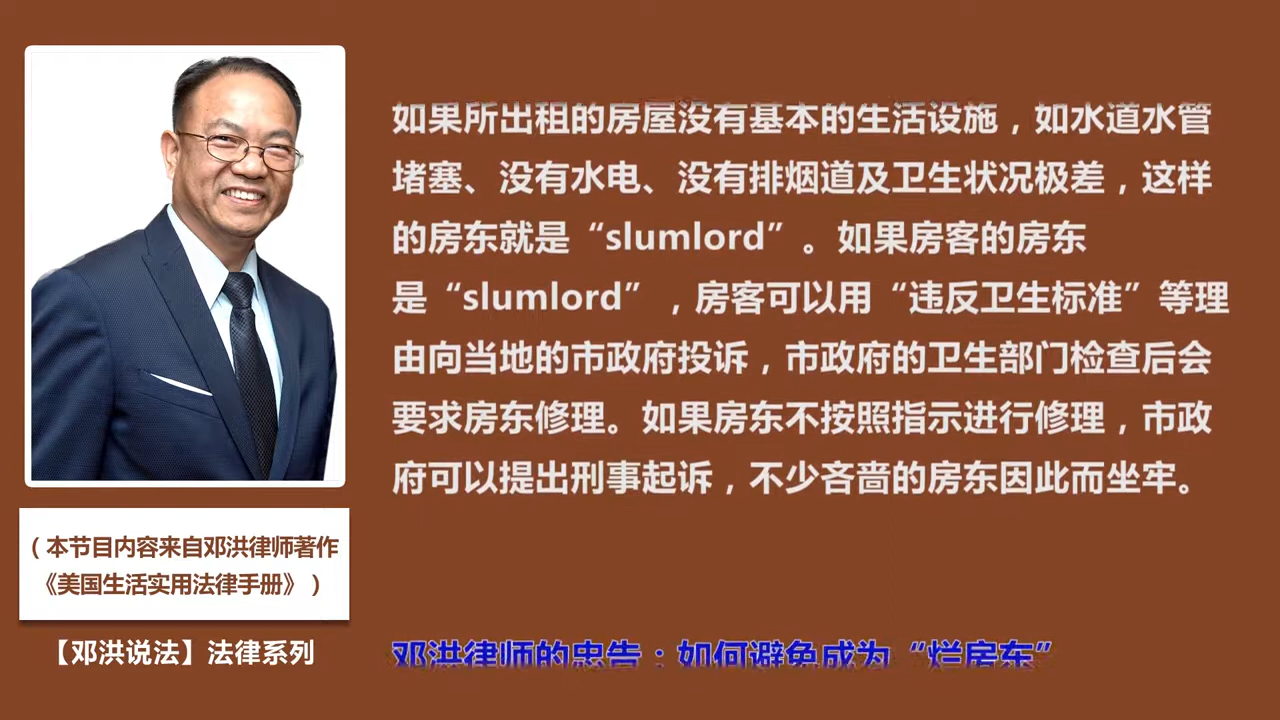 如果所出租的房屋没有基本的生活设施，如水道水管
堵塞、没有水电、没有排烟道及卫生状况极差，这样
的房东就是“slumlord”。如果房客的房东
是“slumlord”，房客可以用“违反卫生标准”等理
由向当地的市政府投诉，市政府的卫生部门检查后会
要求房东修理。如果房东不按照指示进行修理，市政
府可以提出刑事起诉，不少吝啬的房东因此而坐牢。
（本节目内容来自邓洪律师著作
《美国生活实用法律手册》）
【邓洪说法】法律系列
邓洪律师的忠告：如何避免成为“烂房东”